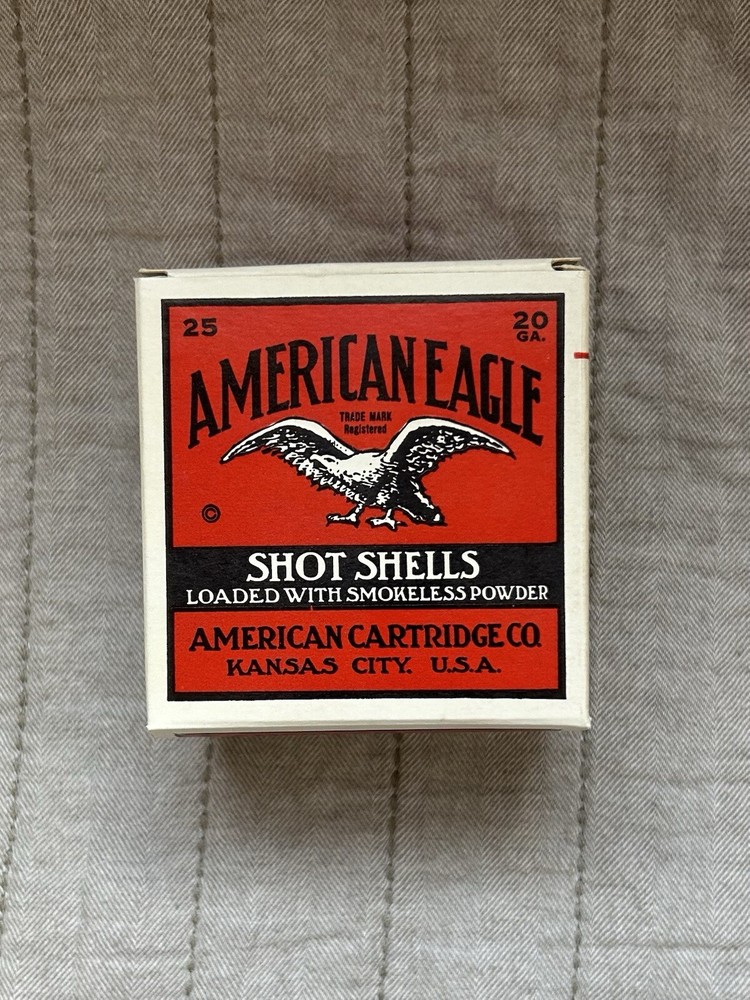 25
20
GA.
AMERICAN EAGLE
TRADE MARK
Registered
©
SHOT SHELLS
LOADED WITH SMOKELESS POWDER
AMERICAN CARTRIDGE CO.
KANSAS CITY. U.S.A.